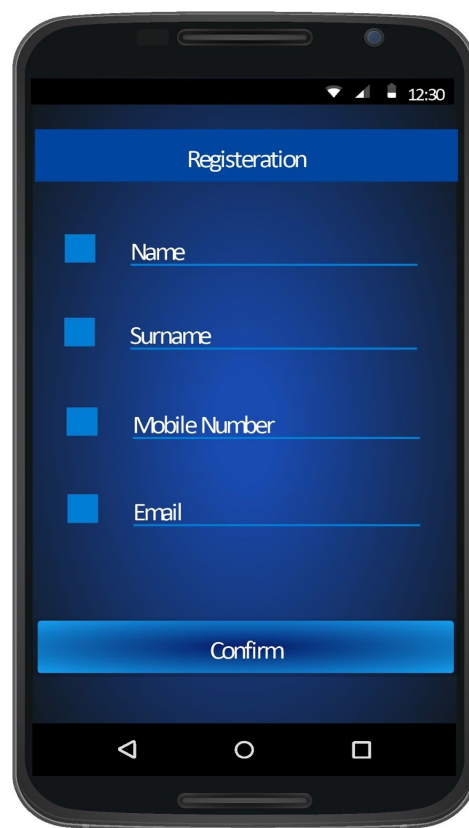 12:30
Registeration
Name
Surname
Mobile Number
Email
Confirm